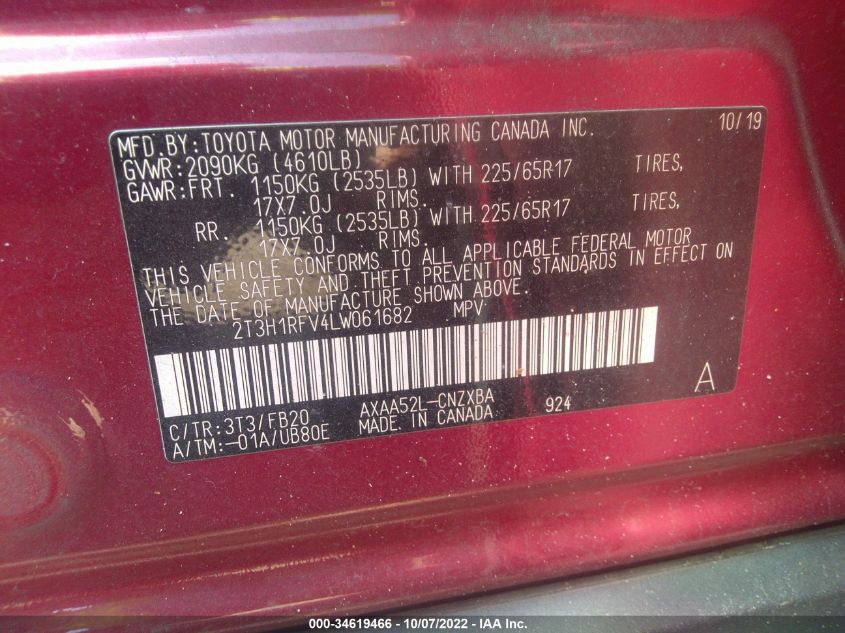 MFD.BY:TOYOTA MOTOR MANUFACTURING CANADA INC. 10/19
GVWR:2090KG (4610LB)
GAWR:FRT. 1150KG (2535LB) WITH 225/65R17 TIRES,
17X7.0J RIMS.
RR. 1150KG (2535LB) WITH 225/65R17 TIRES,
17X7.0J RIMS.
THIS VEHICLE CONFORMS TO ALL APPLICABLE FEDERAL MOTOR
VEHICLE SAFETY AND THEFT PREVENTION STANDARDS IN EFFECT ON
THE DATE OF MANUFACTURE SHOWN ABOVE.
2T3H1RFV4LW061682 MPV
A
C/TR:3T3/FB20 AXAA52L-CNZXBA 924
A/TM:-01A/UB80E MADE IN CANADA
000-34619466 - 10/07/2022 - IAA Inc.